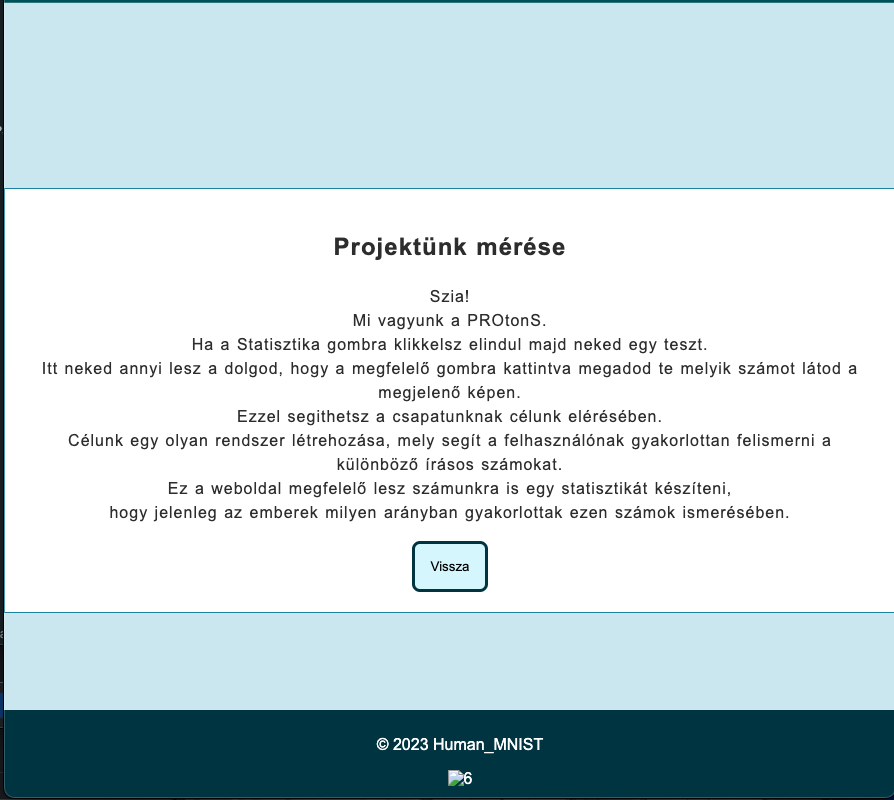 Projektünk mérése
Szia!
Mi vagyunk a PROtonS.
Ha a Statisztika gombra klikkelsz elindul majd neked egy teszt.
Itt neked annyi lesz a dolgod, hogy a megfelelő gombra kattintva megadod te melyik számot látod a
megjelenő képen.
Ezzel segithetsz a csapatunknak célunk elérésében.
Célunk egy olyan rendszer létrehozása, mely segít a felhasználónak gyakorlottan felismerni a
különböző írásos számokat.
Ez a weboldal megfelelő lesz számunkra is egy statisztikát készíteni,
hogy jelenleg az emberek milyen arányban gyakorlottak ezen számok ismerésében.
Vissza
© 2023 Human_MNIST
6